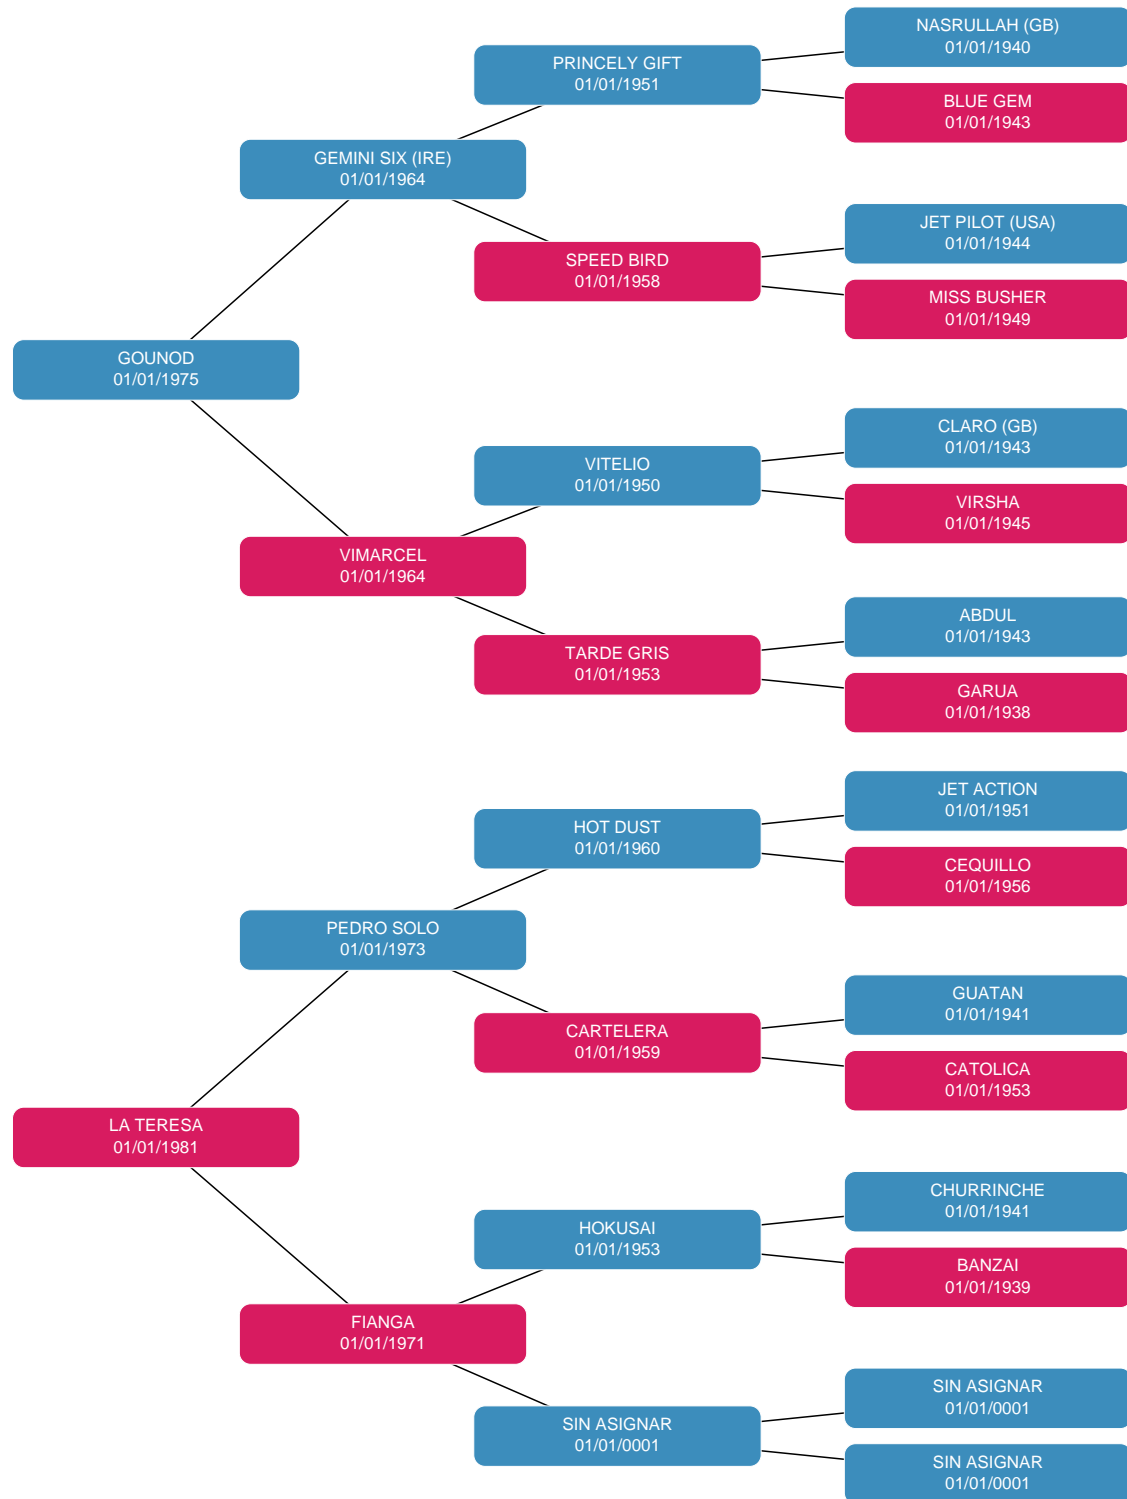 NASRULLAH (GB)
01/01/1940
PRINCELY GIFT
01/01/1951
BLUE GEM
01/01/1943
GEMINI SIX (IRE)
01/01/1964
JET PILOT (USA)
01/01/1944
SPEED BIRD
01/01/1958
MISS BUSHER
01/01/1949
GOUNOD
01/01/1975
CLARO (GB)
01/01/1943
VITELIO
01/01/1950
VIRSHA
01/01/1945
VIMARCEL
01/01/1964
ABDUL
01/01/1943
TARDE GRIS
01/01/1953
GARUA
01/01/1938
JET ACTION
01/01/1951
HOT DUST
01/01/1960
CEQUILLO
01/01/1956
PEDRO SOLO
01/01/1973
GUATAN
01/01/1941
CARTELERA
01/01/1959
CATOLICA
01/01/1953
LA TERESA
01/01/1981
CHURRINCHE
01/01/1941
HOKUSAI
01/01/1953
BANZAI
01/01/1939
FIANGA
01/01/1971
SIN ASIGNAR
01/01/0001
SIN ASIGNAR
01/01/0001
SIN ASIGNAR
01/01/0001